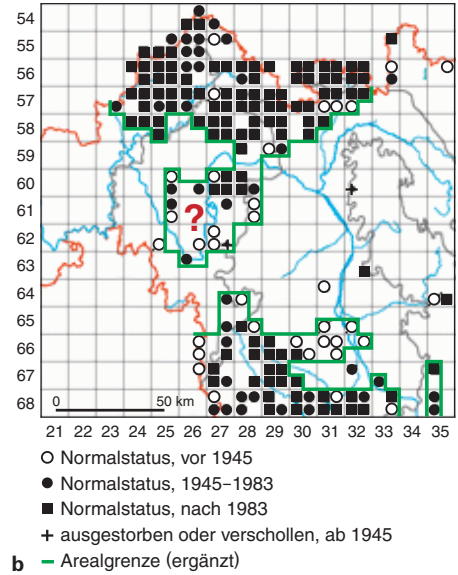 54
55
56
57
58
59
60
61
?
62
63
64
65
66
67
68
0 50 km
21 22 23 24 25 26 27 28 29 30 31 32 33 34 35
Normalstatus, vor 1945
Normalstatus, 1945–1983
Normalstatus, nach 1983
ausgestorben oder verschollen, ab 1945
b Arealgrenze (ergänzt)